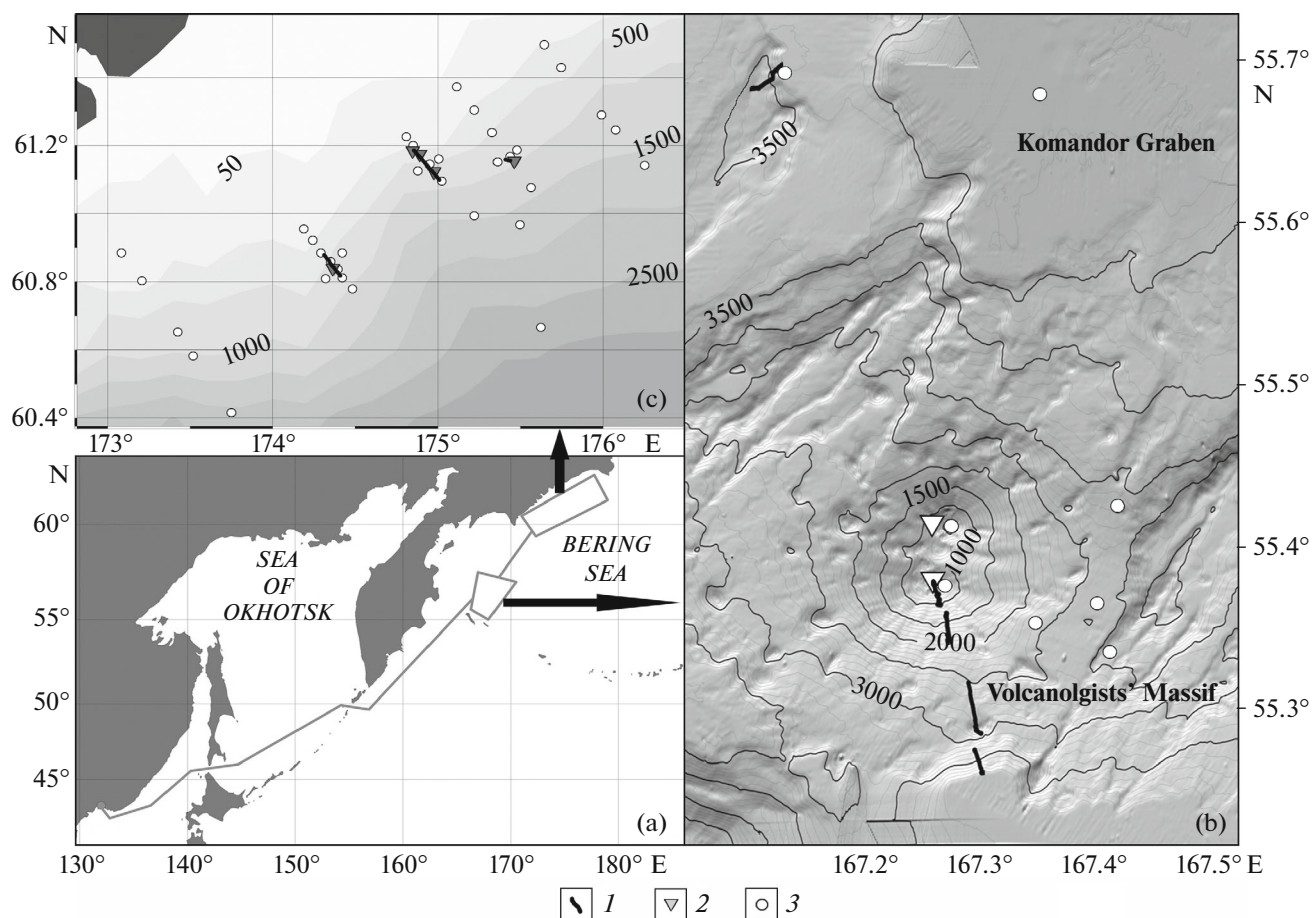 N
500
1500
50
2500
1000
61.2°
60.8°
60.4°
(c)
173°
174°
175°
176°
E
N
60°
55°
50°
45°
SEA
OF
OKHOTSK
BERING
SEA
(a)
130
140
150
160
170
180
E
55.7°
N
Komandor Graben
3500
55.6°
3500
55.5°
1500
1000
55.4°
2000
3000
Volcanolgists’ Massif
55.3°
(b)
167.2°
167.3°
167.4°
167.5° E
1
2
3